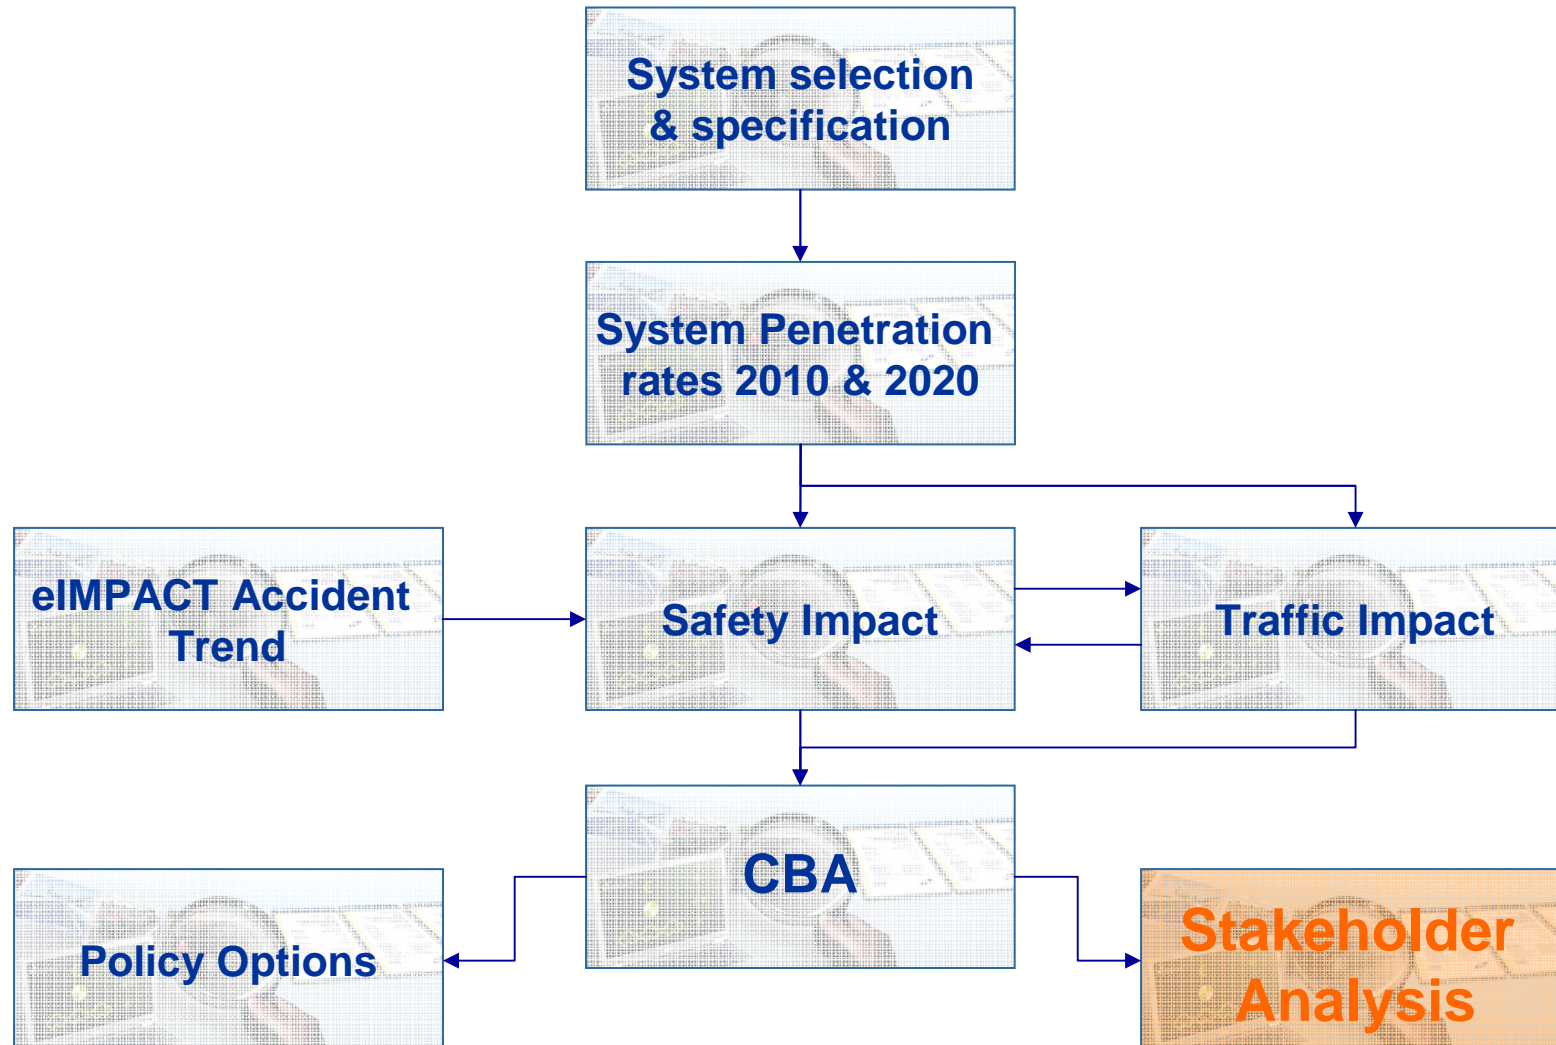 System selection
& specification
System Penetration
rates 2010 & 2020
eIMPACT Accident
Trend
Safety Impact
Traffic Impact
CBA
Policy Options
Stakeholder
Analysis